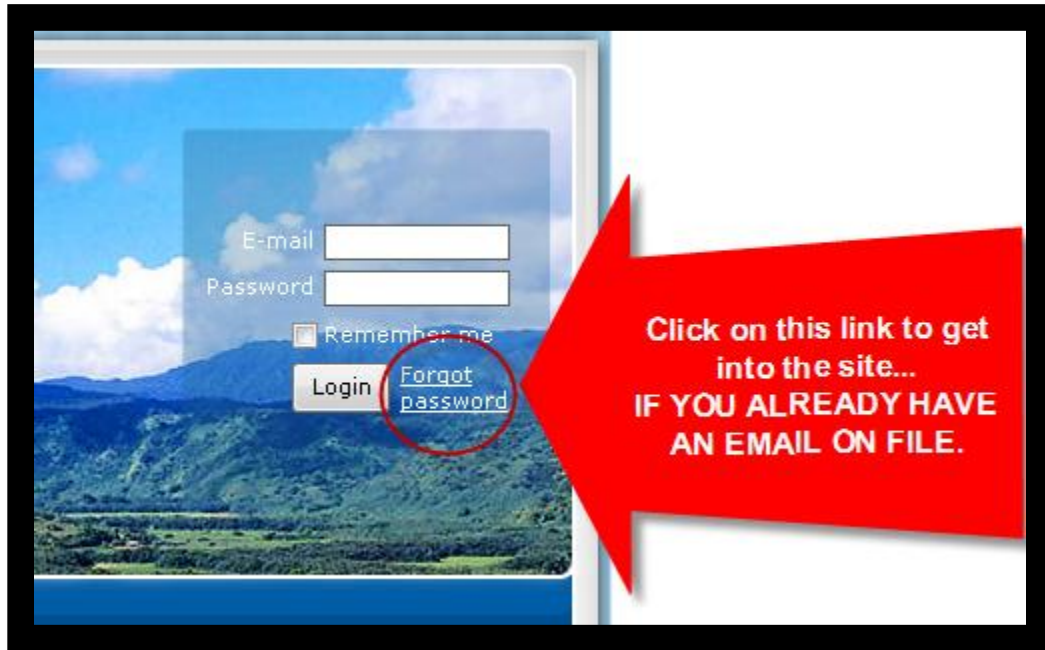 E-mail
Password
Remember me
Login
Forgot
password
Click on this link to get
into the site...
IF YOU ALREADY HAVE
AN EMAIL ON FILE.